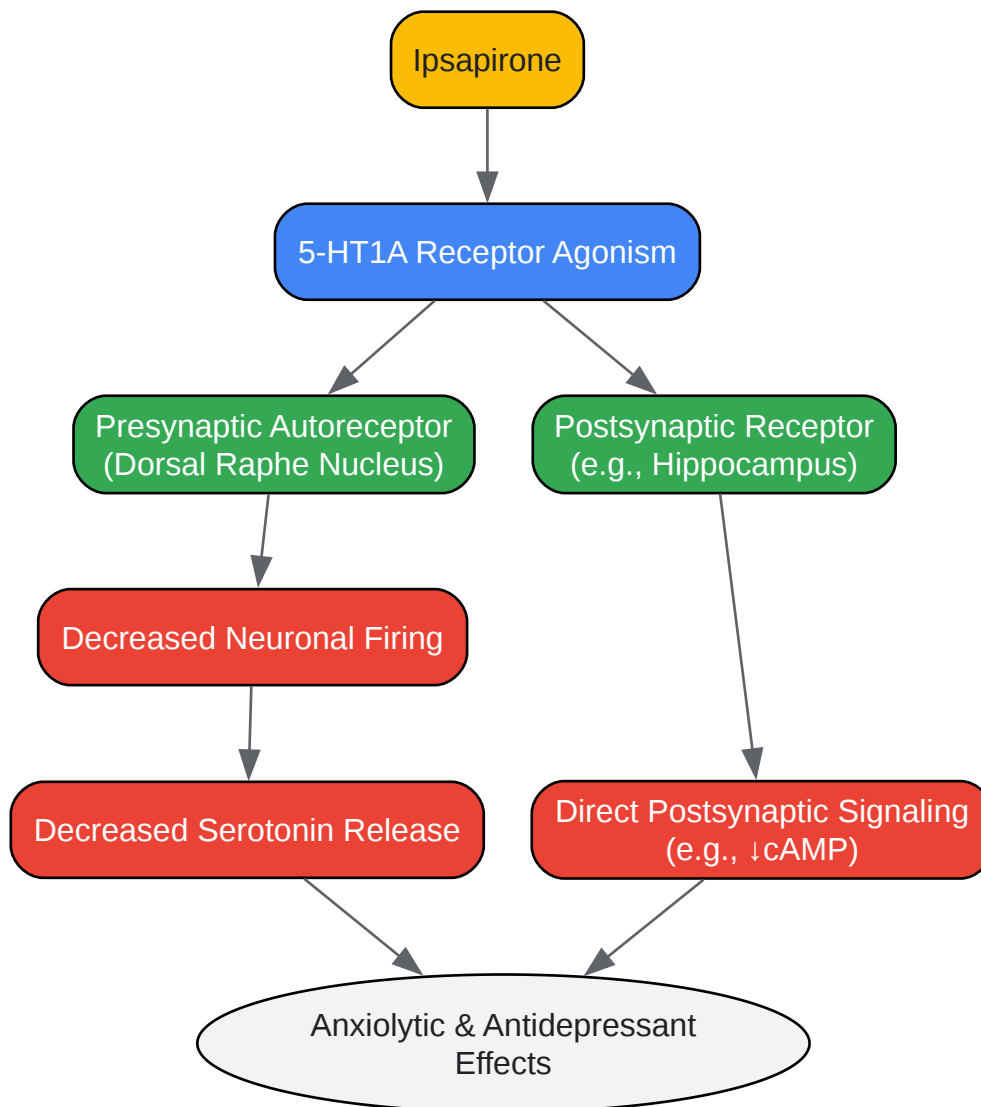 Ipsapirone
5-HT1A Receptor Agonism
Presynaptic Autoreceptor
(Dorsal Raphe Nucleus)
Postsynaptic Receptor
(e.g., Hippocampus)
Decreased Neuronal Firing
Decreased Serotonin Release
Direct Postsynaptic Signaling
(e.g., ↓cAMP)
Anxiolytic & Antidepressant
Effects